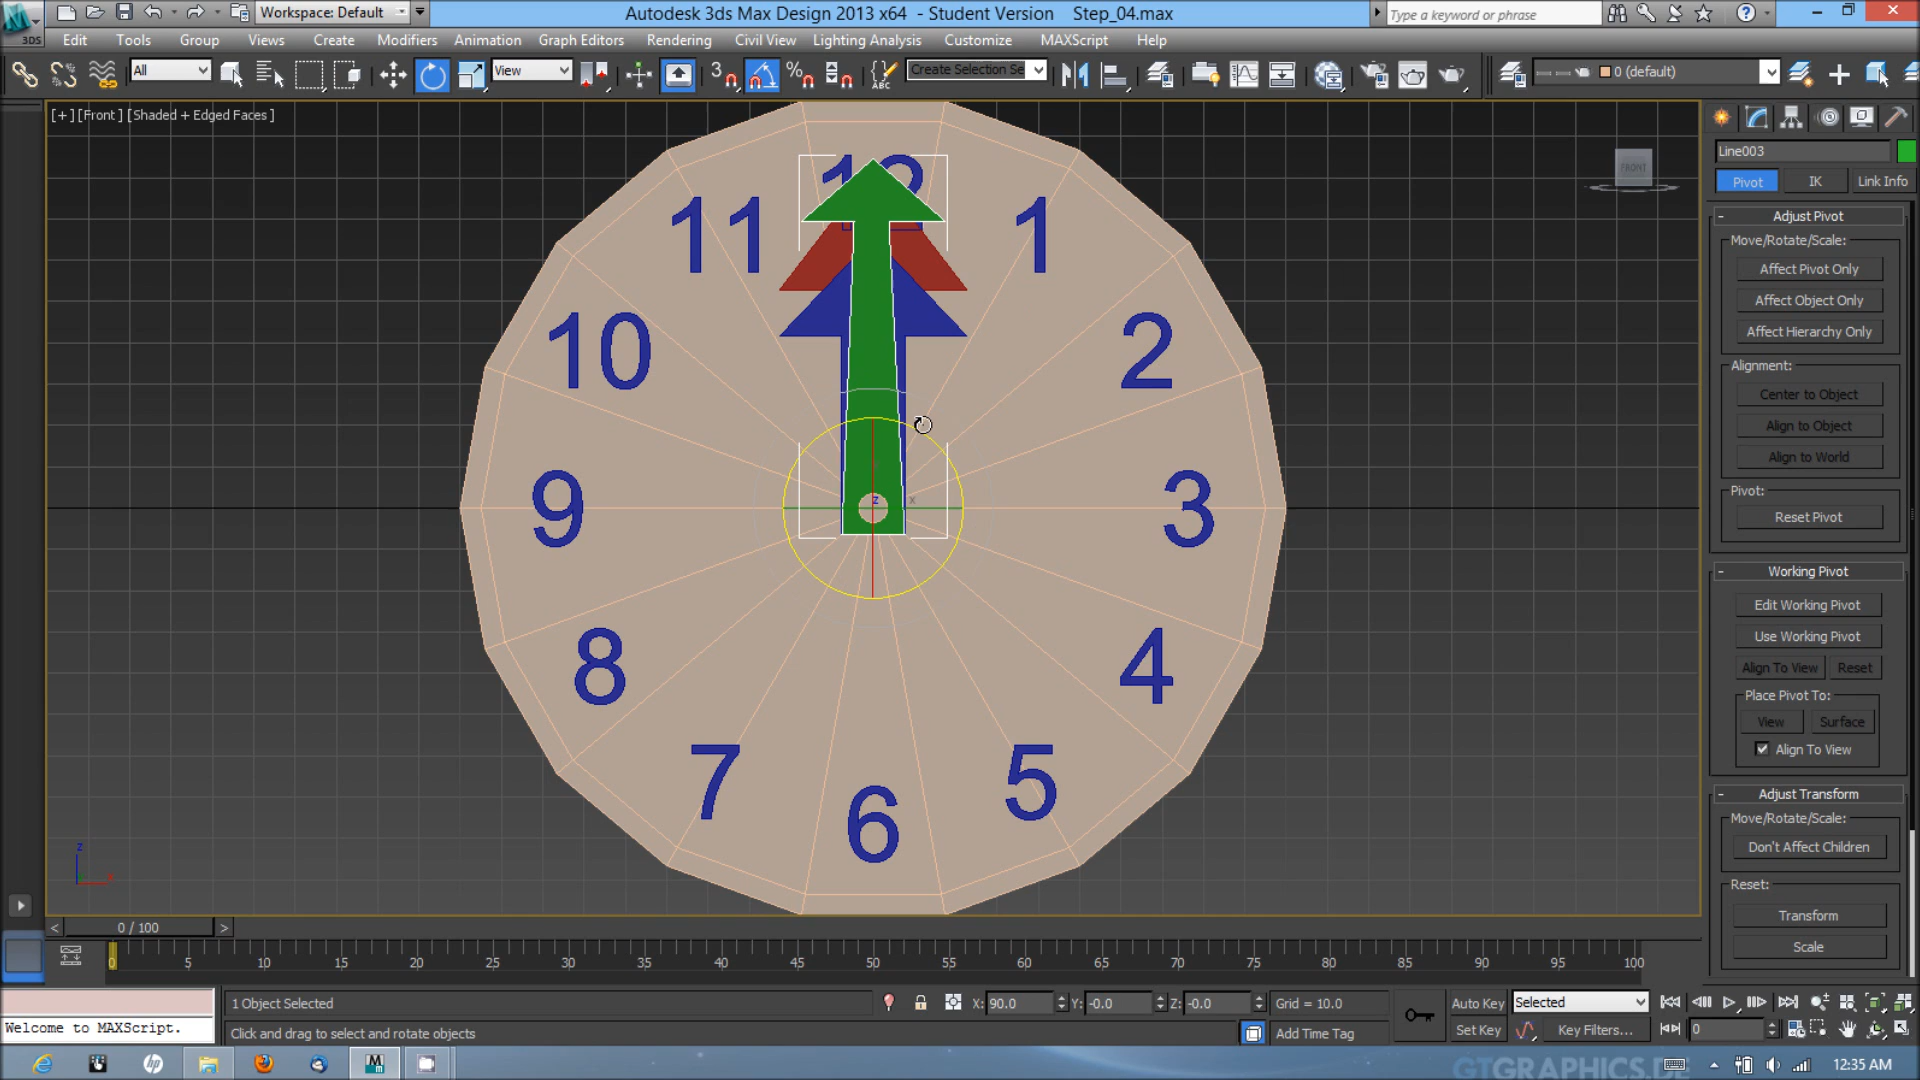 Workspace: Default
Autodesk 3ds Max Design 2013 x64 - Student Version Step_04.max
Type a keyword or phrase
3DS
Edit Tools Group Views Create Modifiers Animation Graph Editors Rendering Civil View Lighting Analysis Customize MAXScript Help
All View 3 % ABC Create Selection Se 0 (default)
[+] [Front] [Shaded + Edged Faces]
FRONT
Line003
Pivot IK Link Info
- Adjust Pivot
Move/Rotate/Scale:
Affect Pivot Only
Affect Object Only
Affect Hierarchy Only
Alignment:
Center to Object
Align to Object
Align to World
Pivot:
Reset Pivot
- Working Pivot
Edit Working Pivot
Use Working Pivot
Align To View Reset
Place Pivot To:
View Surface
Align To View
- Adjust Transform
Move/Rotate/Scale:
Don't Affect Children
Reset:
Transform
Scale
12
11 1
10 2
9 3
8 4
7 5
6
z x
z x
< 0 / 100 >
0 5 10 15 20 25 30 35 40 45 50 55 60 65 70 75 80 85 90 95 100
1 Object Selected X: 90.0 Y: -0.0 Z: -0.0 Grid = 10.0 Auto Key Selected
Welcome to MAXScript. Click and drag to select and rotate objects Add Time Tag Set Key Key Filters... 0
hp M
GTGRAPHICS.DE
12:35 AM